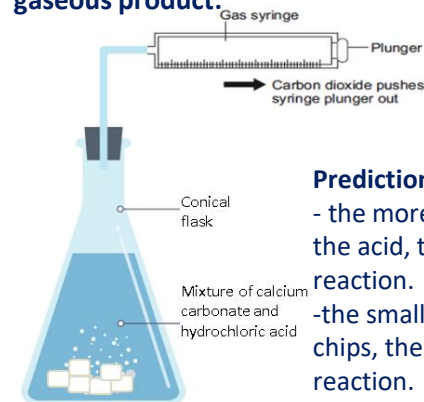 gaseous product.
Gas syringe
Plunger
Carbon dioxide pushes
syringe plunger out
Conical
flask
Mixture of calcium
carbonate and
hydrochloric acid
Prediction
- the more
the acid, t
reaction.
-the small
chips, the
reaction.